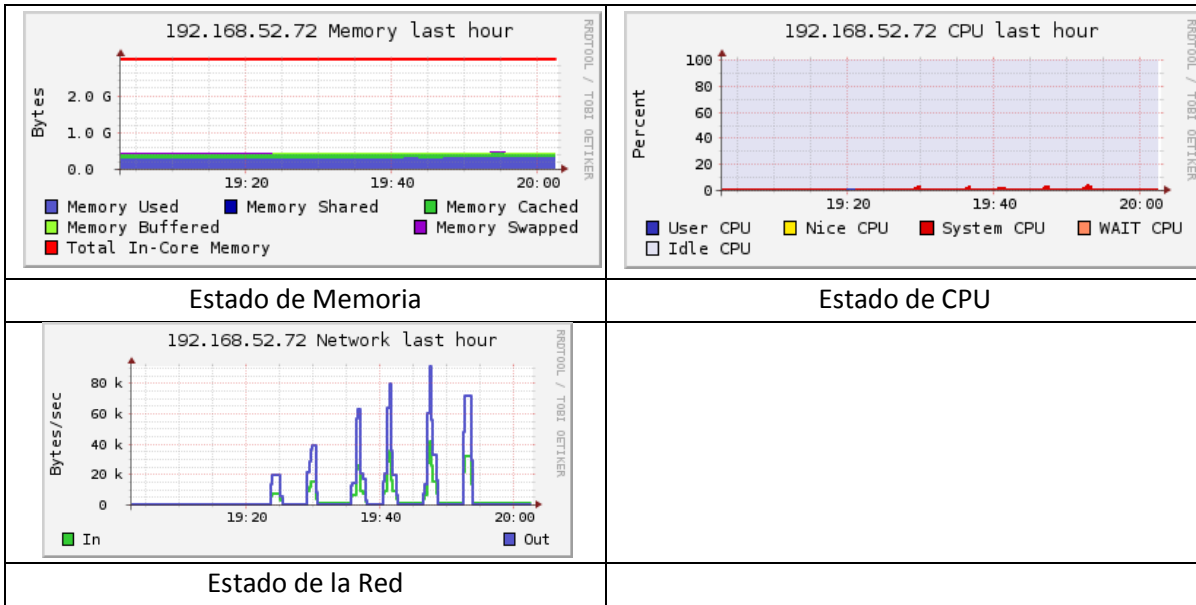 192.168.52.72 Memory last hour
RRDTOOL / TOBI OETIKER
Bytes
2.0 G
1.0 G
0.0
19:20 19:40 20:00
Memory Used Memory Shared Memory Cached
Memory Buffered Memory Swapped
Total In-Core Memory
192.168.52.72 CPU last hour
RRDTOOL / TOBI OETIKER
Percent
100
80
60
40
20
0
19:20 19:40 20:00
User CPU Nice CPU System CPU WAIT CPU
Idle CPU
Estado de Memoria
Estado de CPU
192.168.52.72 Network last hour
RRDTOOL / TOBI OETIKER
Bytes/sec
80 k
60 k
40 k
20 k
0
19:20 19:40 20:00
In Out
Estado de la Red